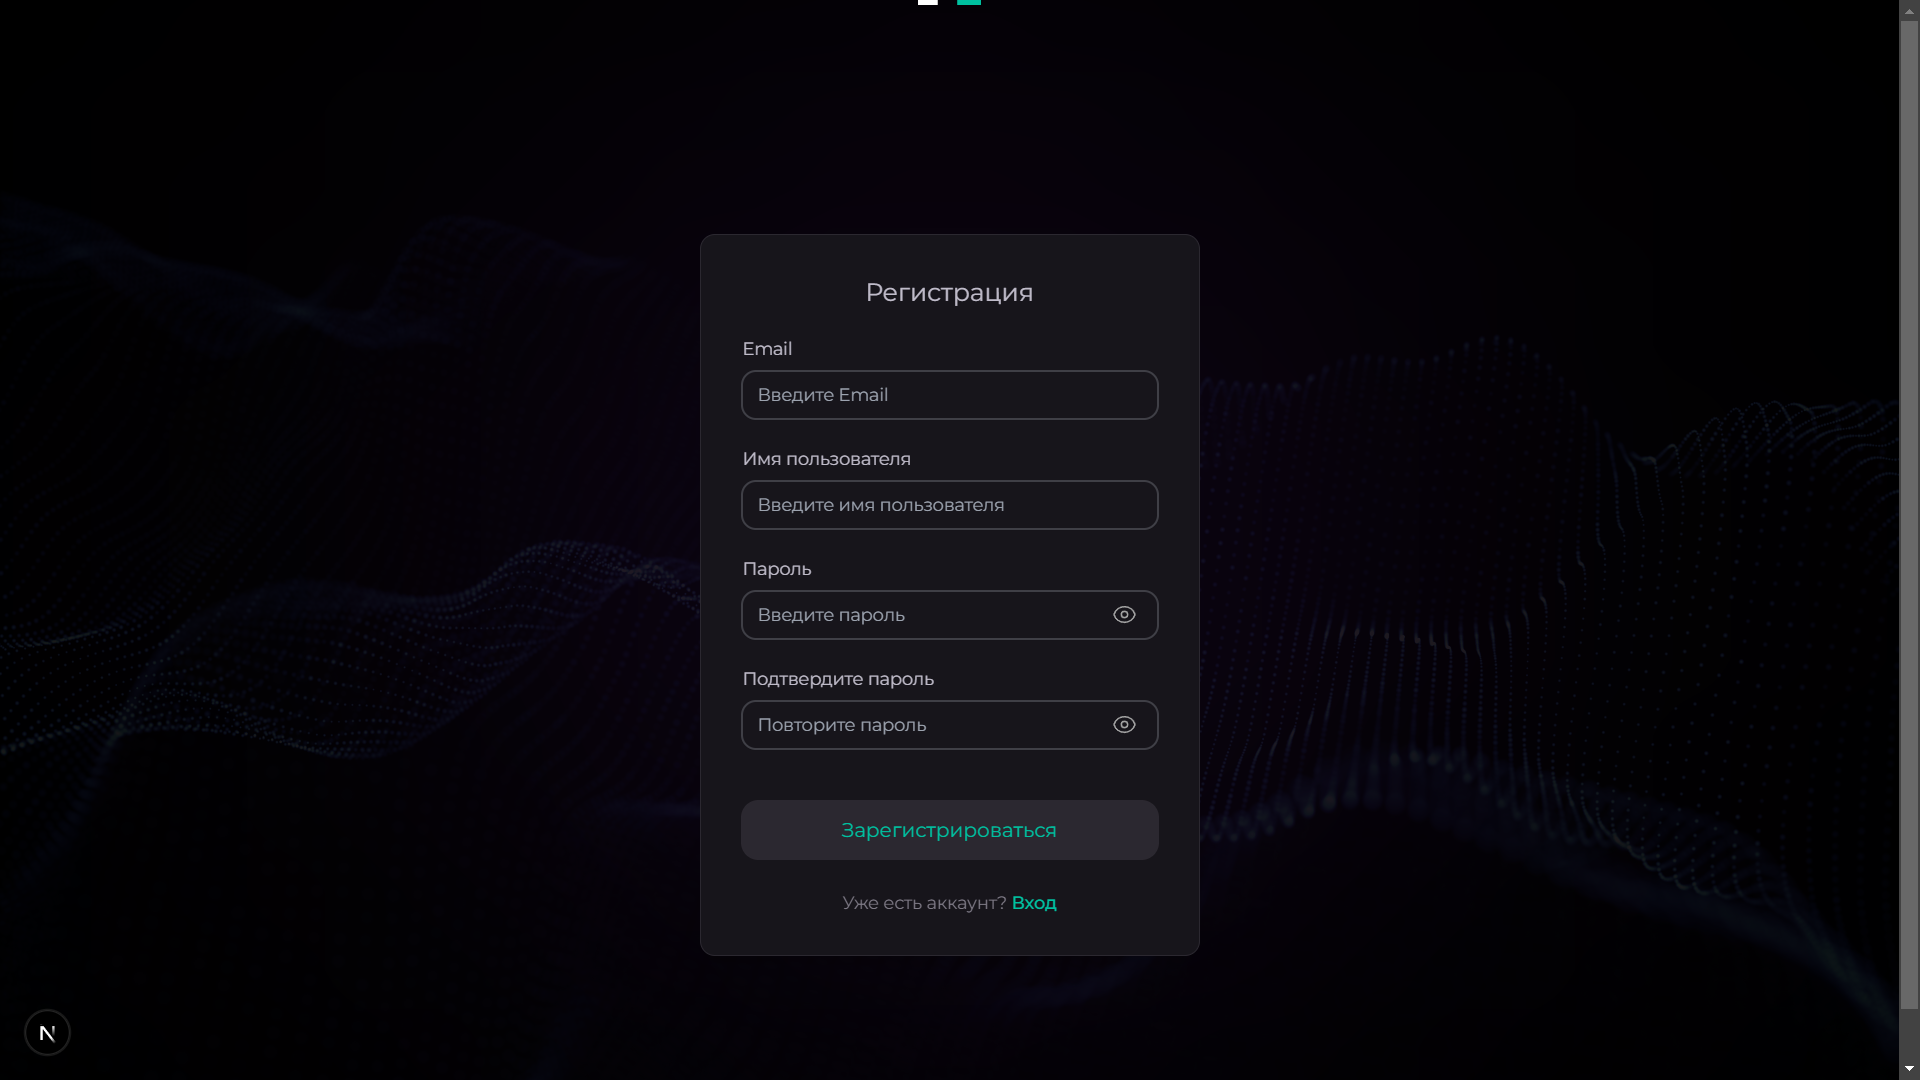 Регистрация
Email
Введите Email
Имя пользователя
Введите имя пользователя
Пароль
Введите пароль
Подтвердите пароль
Повторите пароль
Зарегистрироваться
Уже есть аккаунт? Вход
N